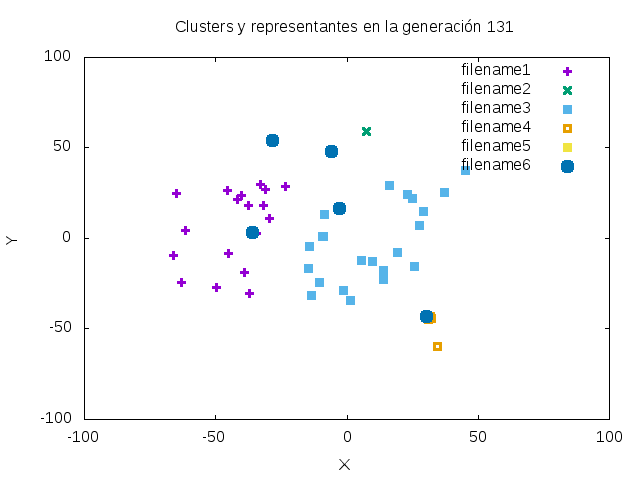 Clusters y representantes en la generación 131
100
50
0
-50
-100
-100
-50
0
50
100
X
Y
filename1
filename2
filename3
filename4
filename5
filename6